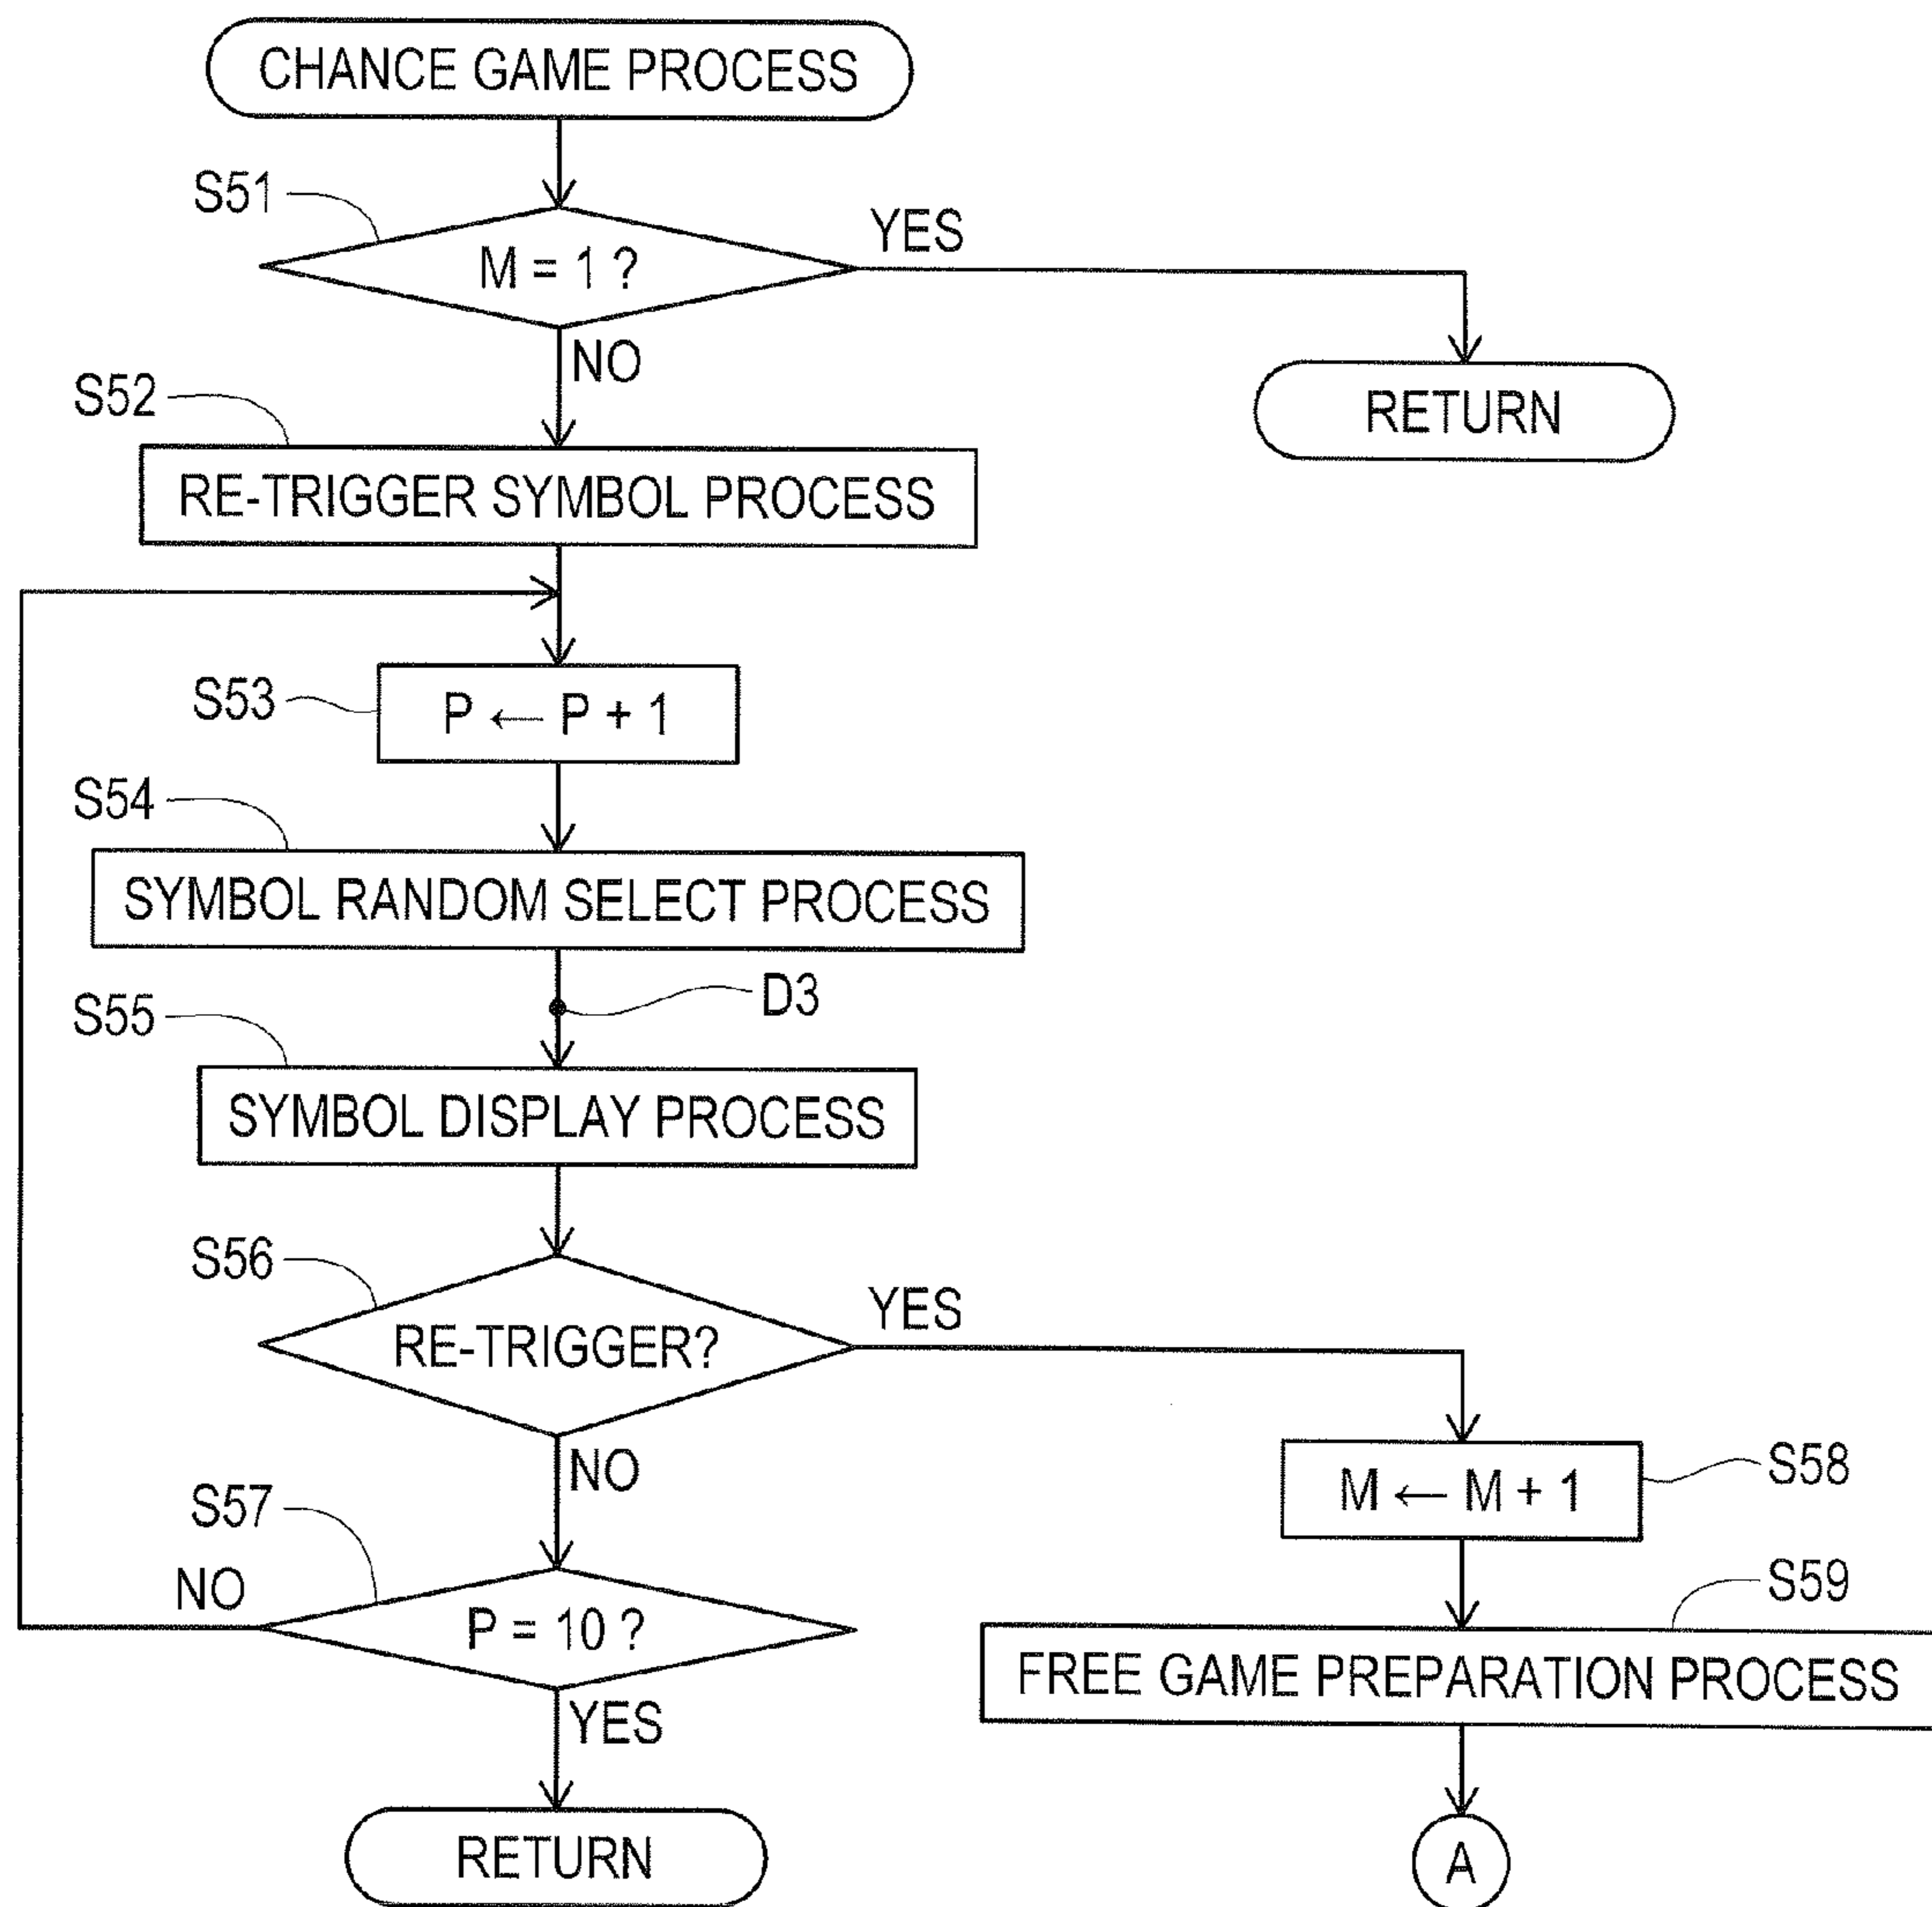 CHANCE GAME PROCESS
S51
M = 1 ?
YES
NO
RETURN
S52
RE-TRIGGER SYMBOL PROCESS
S53
P ← P + 1
S54
SYMBOL RANDOM SELECT PROCESS
D3
S55
SYMBOL DISPLAY PROCESS
S56
RE-TRIGGER?
YES
NO
S58
M ← M + 1
S57
P = 10 ?
NO
YES
S59
FREE GAME PREPARATION PROCESS
RETURN
A